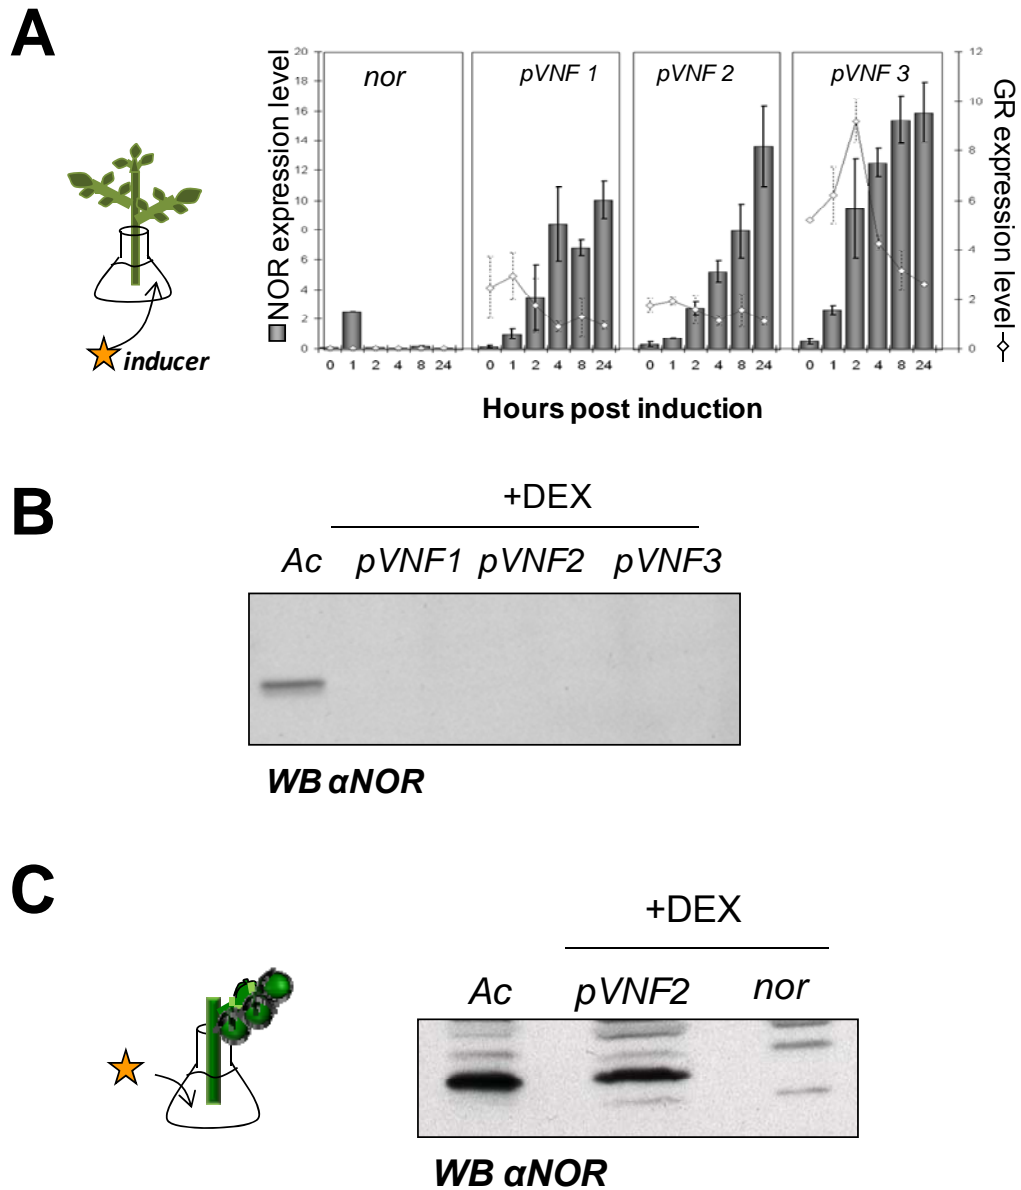 A
NOR expression level
20
18
16
14
12
10
0
6
4
2
0
nor
pVNF 1
pVNF 2
pVNF 3
12
10
8
6
4
2
0
GR expression level
0 1 2 4 8 24
0 1 2 4 8 24
0 1 2 4 8 24
0 1 2 4 8 24
Hours post induction
inducer
B
+DEX
Ac pVNF1 pVNF2 pVNF3
WB αNOR
C
+DEX
Ac pVNF2 nor
WB αNOR